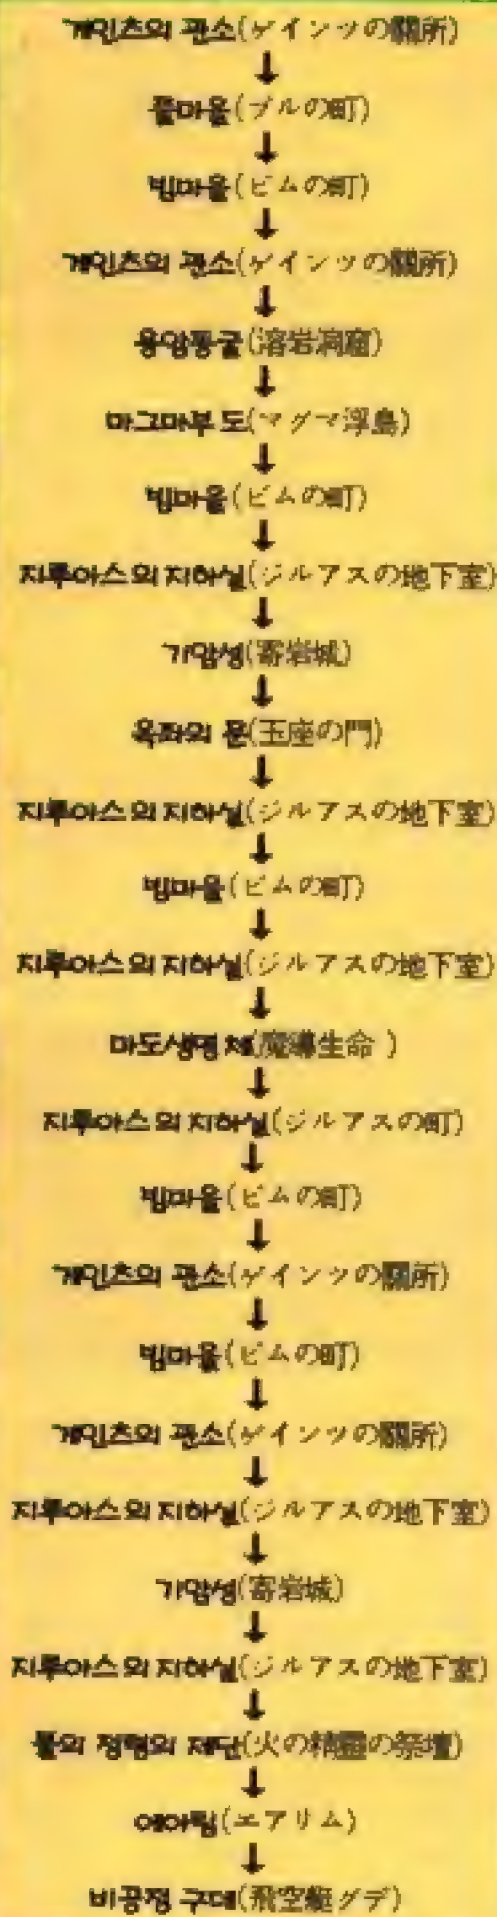 게인츠의 관소(ゲインツの關所)
↓
풀마을(プルの町)
↓
빔마을(ビムの町)
↓
게인츠의 관소(ゲインツの關所)
↓
용암동굴(溶岩洞窟)
↓
마그마부 도(マグマ浮島)
↓
빔마을(ビムの町)
↓
지루아스의 지하실(ジルアスの地下室)
↓
기암성(寄岩城)
↓
옥좌의 문(玉座の門)
↓
지루아스의 지하실(ジルアスの地下室)
↓
빔마을(ビムの町)
↓
지루아스의 지하실(ジルアスの地下室)
↓
마도생명 체(魔導生命 )
↓
지루아스의 지하실(ジルアスの町)
↓
빔마을(ビムの町)
↓
게인츠의 관소(ゲインツの關所)
↓
빔마을(ビムの町)
↓
게인츠의 관소(ゲインツの關所)
↓
지루아스의 지하실(ジルアスの地下室)
↓
기암성(寄岩城)
↓
지루아스의 지하실(ジルアスの地下室)
↓
불의 정령의 제단(火の精靈の祭壇)
↓
에아림(エアリム)
↓
비공정 구데(飛空艇グデ)